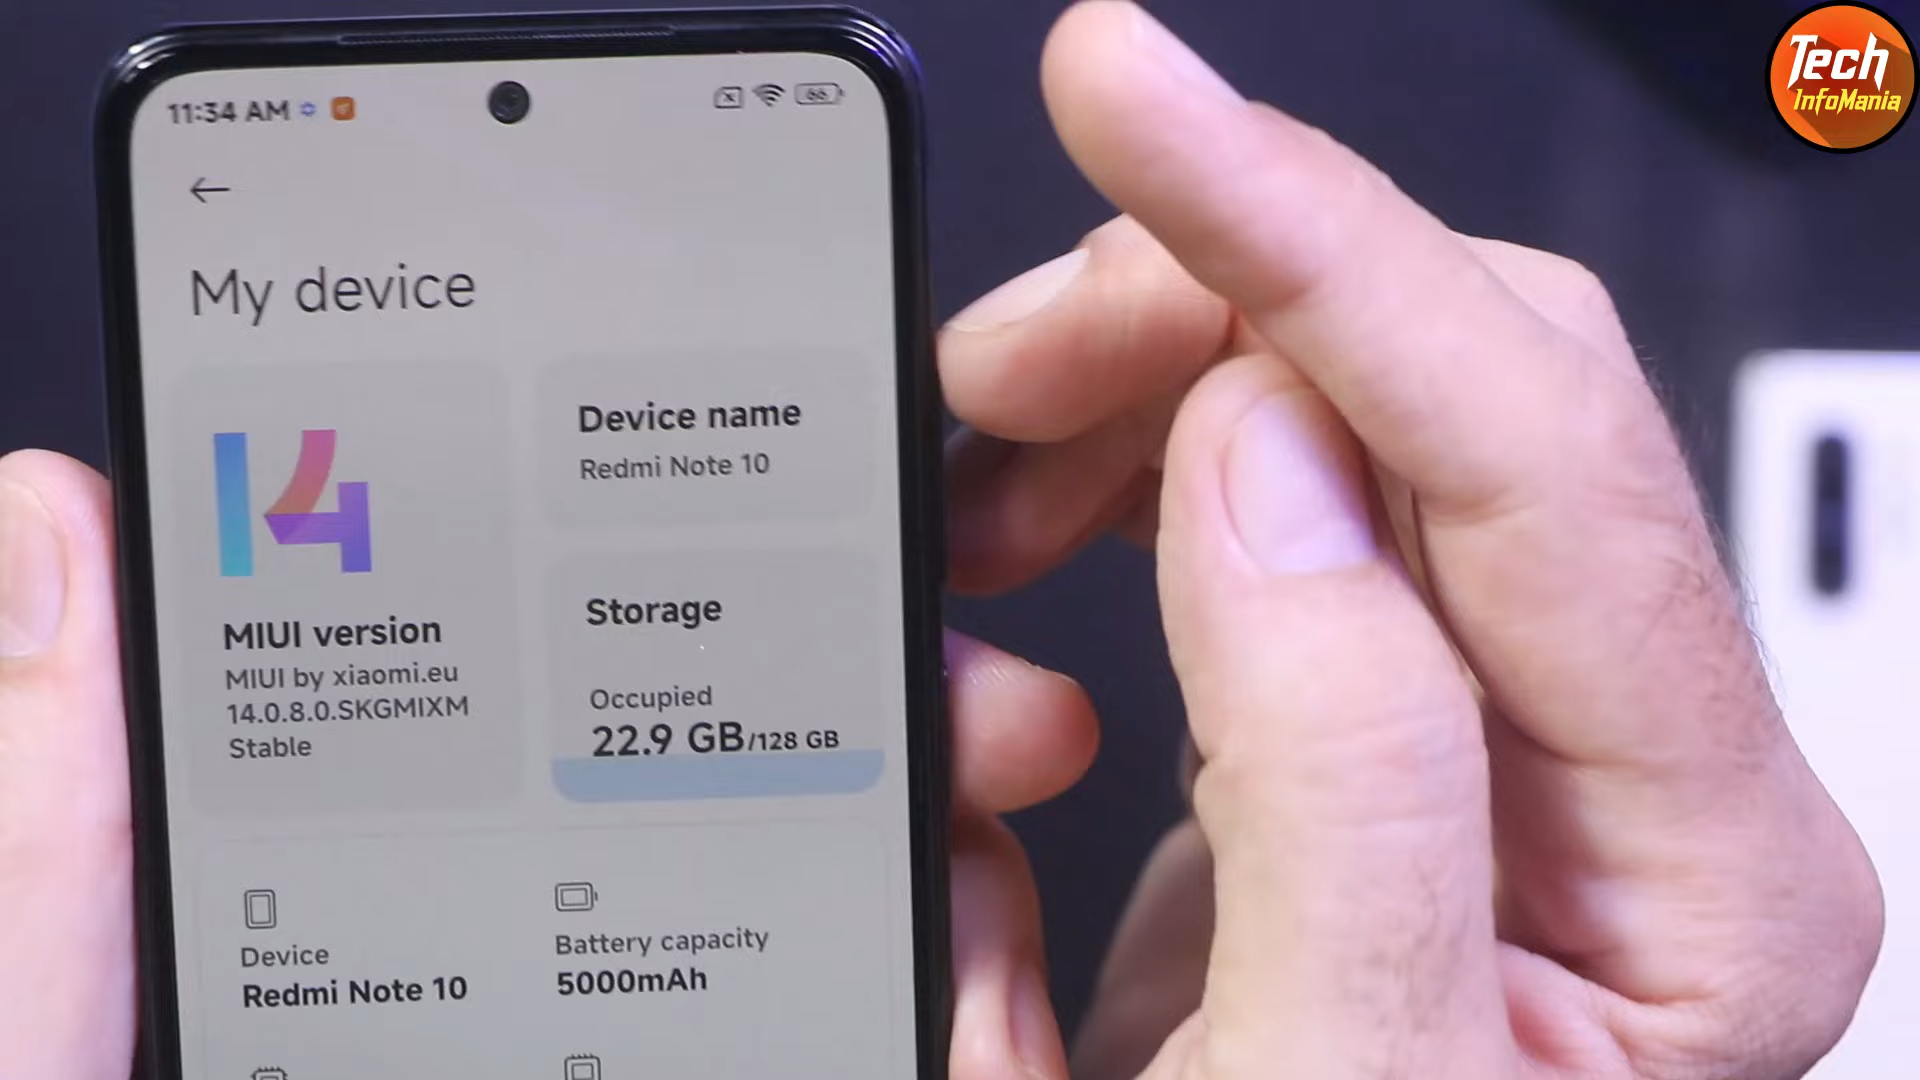 Tech
InfoMania
11:34 AM
66
My device
14
MIUI version
MIUI by xiaomi.eu
14.0.8.0.SKGMIXM
Stable
Device name
Redmi Note 10
Storage
Occupied
22.9 GB/128 GB
Device
Redmi Note 10
Battery capacity
5000mAh